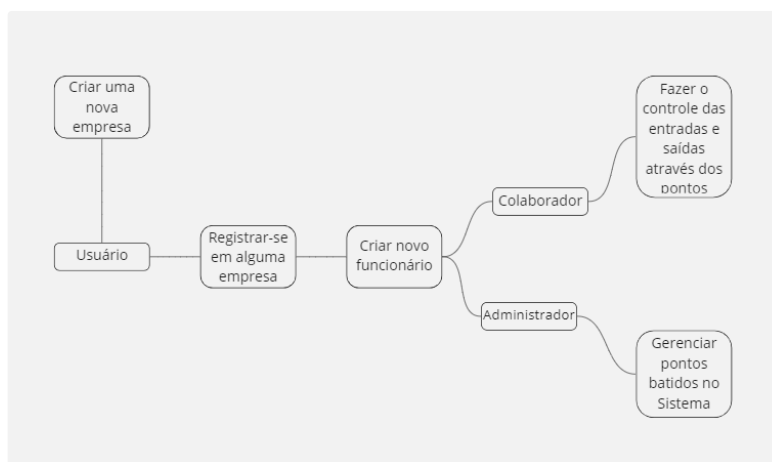 Criar uma
nova
empresa
Usuário
Registrar-se
em alguma
empresa
Criar novo
funcionário
Colaborador
Administrador
Fazer o
controle das
entradas e
saídas
através dos
pontos
Gerenciar
pontos
batidos no
Sistema